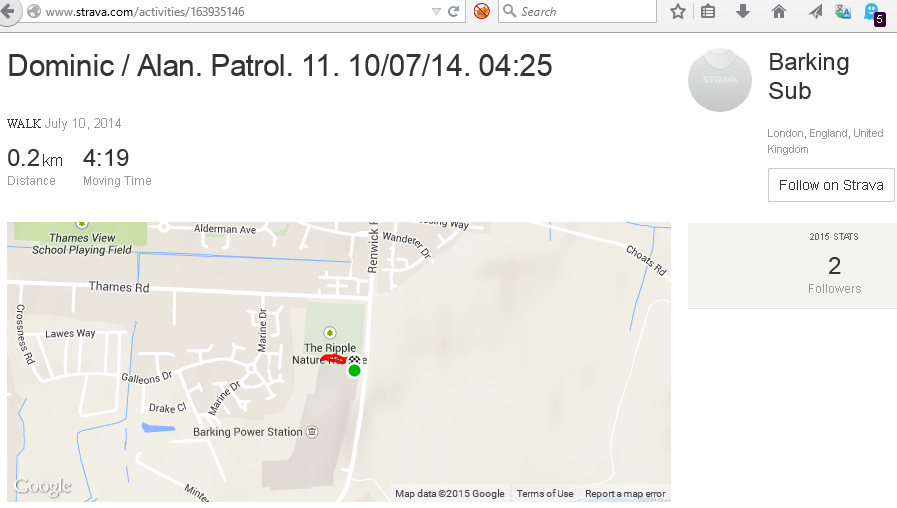 www.strava.com/activities/163935146
Search
5
Dominic / Alan. Patrol. 11. 10/07/14. 04:25
STRAVA
Barking
Sub
WALK July 10, 2014
London, England, United
Kingdom
0.2km 4:19
Distance Moving Time
Follow on Strava
2015 STATS
2
Followers
Thames View
School Playing Field
Alderman Ave
Renwick
Way
Wanderer Dr
Choats Rd
Thames Rd
Crossness Rd
Lawes Way
Marine Dr
The Ripple
Nature
Galleons Dr
Marine Dr
Drake Cl
Barking Power Station
Google
Map data ©2015 Google Terms of Use Report a map error